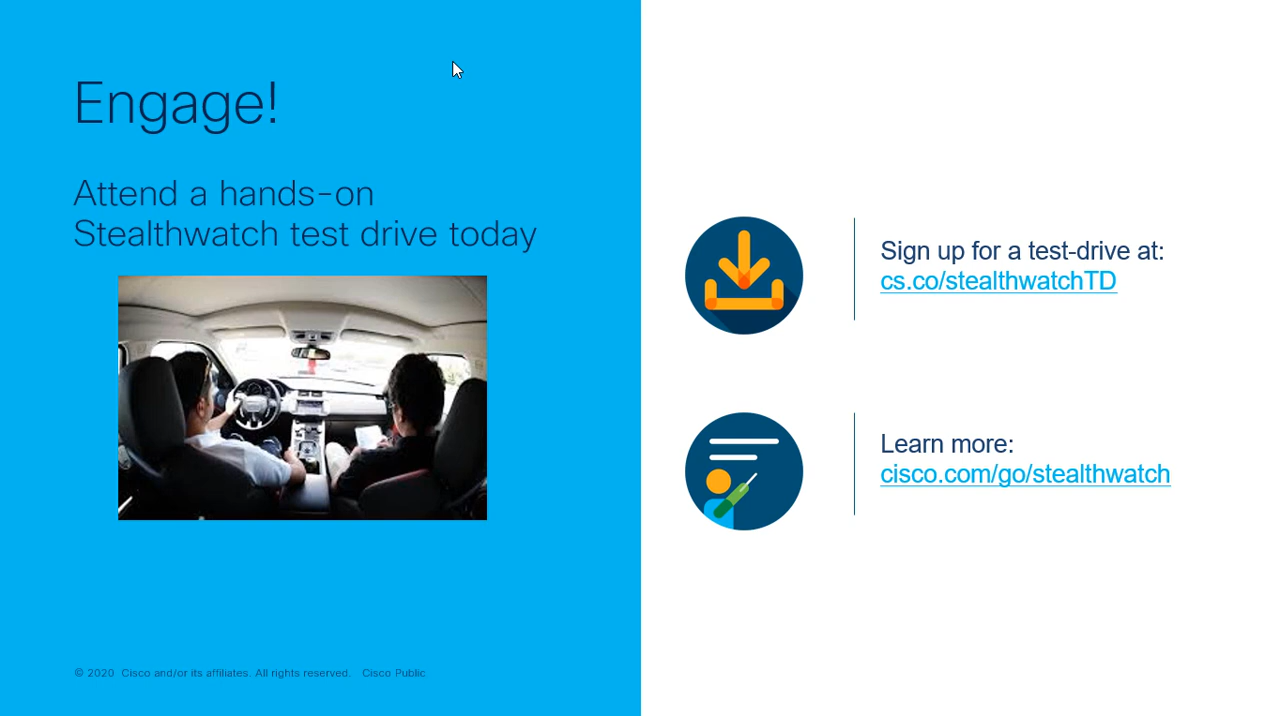 Engage!
Attend a hands-on
Stealthwatch test drive today
Sign up for a test-drive at:
cs.co/stealthwatchTD
Learn more:
cisco.com/go/stealthwatch
© 2020 Cisco and/or its affiliates. All rights reserved. Cisco Public